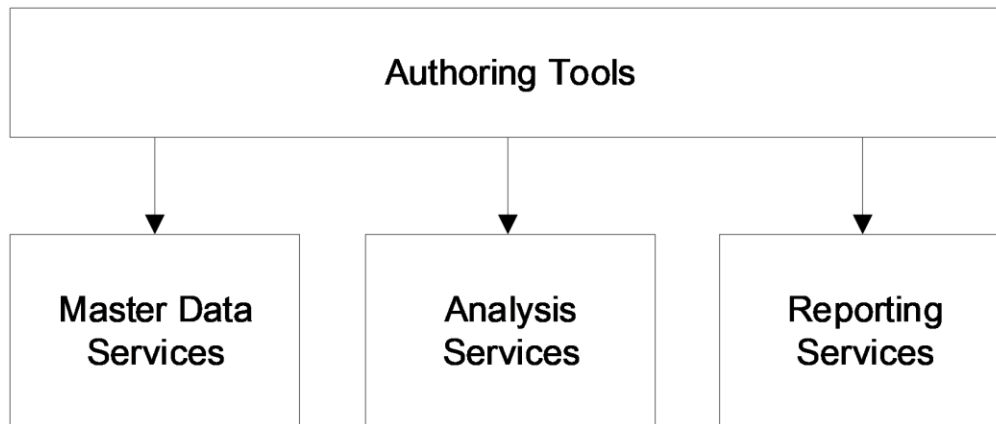 Authoring Tools
Master Data
Services
Analysis
Services
Reporting
Services